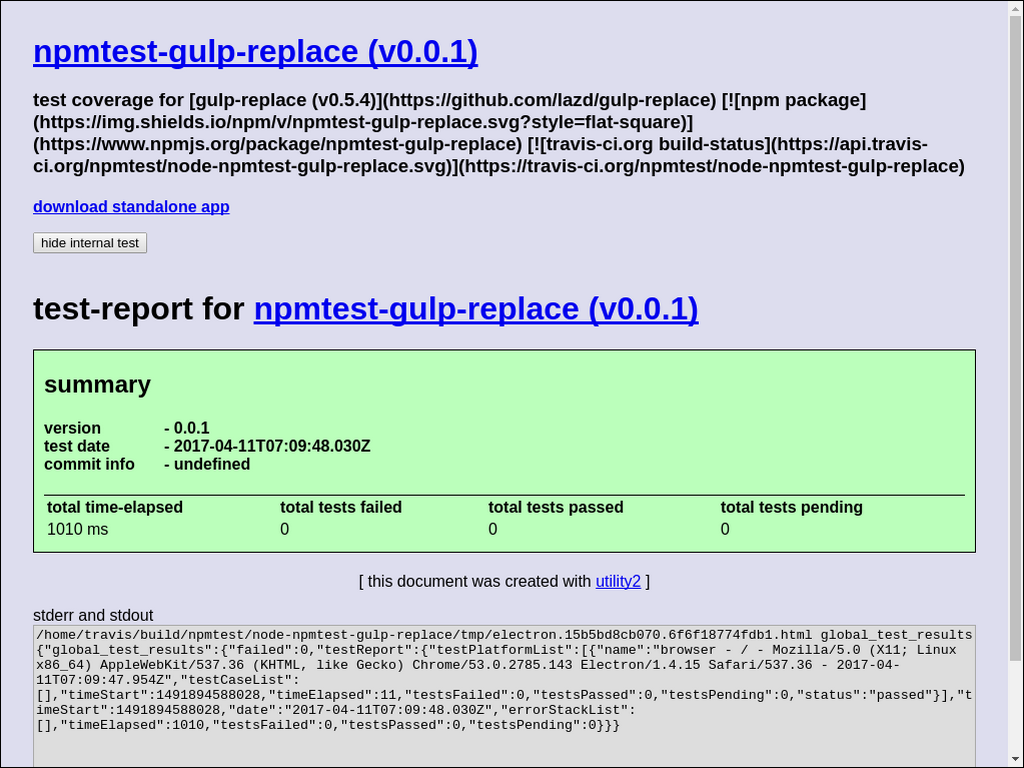 npmtest-gulp-replace (v0.0.1)
test coverage for [gulp-replace (v0.5.4)](https://github.com/lazd/gulp-replace) [![npm package]
(https://img.shields.io/npm/v/npmtest-gulp-replace.svg?style=flat-square)]
(https://www.npmjs.org/package/npmtest-gulp-replace) [![travis-ci.org build-status](https://api.travis-
ci.org/npmtest/node-npmtest-gulp-replace.svg)](https://travis-ci.org/npmtest/node-npmtest-gulp-replace)
download standalone app
hide internal test
test-report for npmtest-gulp-replace (v0.0.1)
summary
version - 0.0.1
test date - 2017-04-11T07:09:48.030Z
commit info - undefined
total time-elapsed total tests failed total tests passed total tests pending
1010 ms 0 0 0
[ this document was created with utility2 ]
stderr and stdout
/home/travis/build/npmtest/node-npmtest-gulp-replace/tmp/electron.15b5bd8cb070.6f6f18774fdb1.html global_test_results
{"global_test_results":{"failed":0,"testReport":{"testPlatformList":[{"name":"browser - / - Mozilla/5.0 (X11; Linux
x86_64) AppleWebKit/537.36 (KHTML, like Gecko) Chrome/53.0.2785.143 Electron/1.4.15 Safari/537.36 - 2017-04-
11T07:09:47.954Z","testCaseList":
[],"timeStart":1491894588028,"timeElapsed":11,"testsFailed":0,"testsPassed":0,"testsPending":0,"status":"passed"}],"t
imeStart":1491894588028,"date":"2017-04-11T07:09:48.030Z","errorStackList":
[],"timeElapsed":1010,"testsFailed":0,"testsPassed":0,"testsPending":0}}}